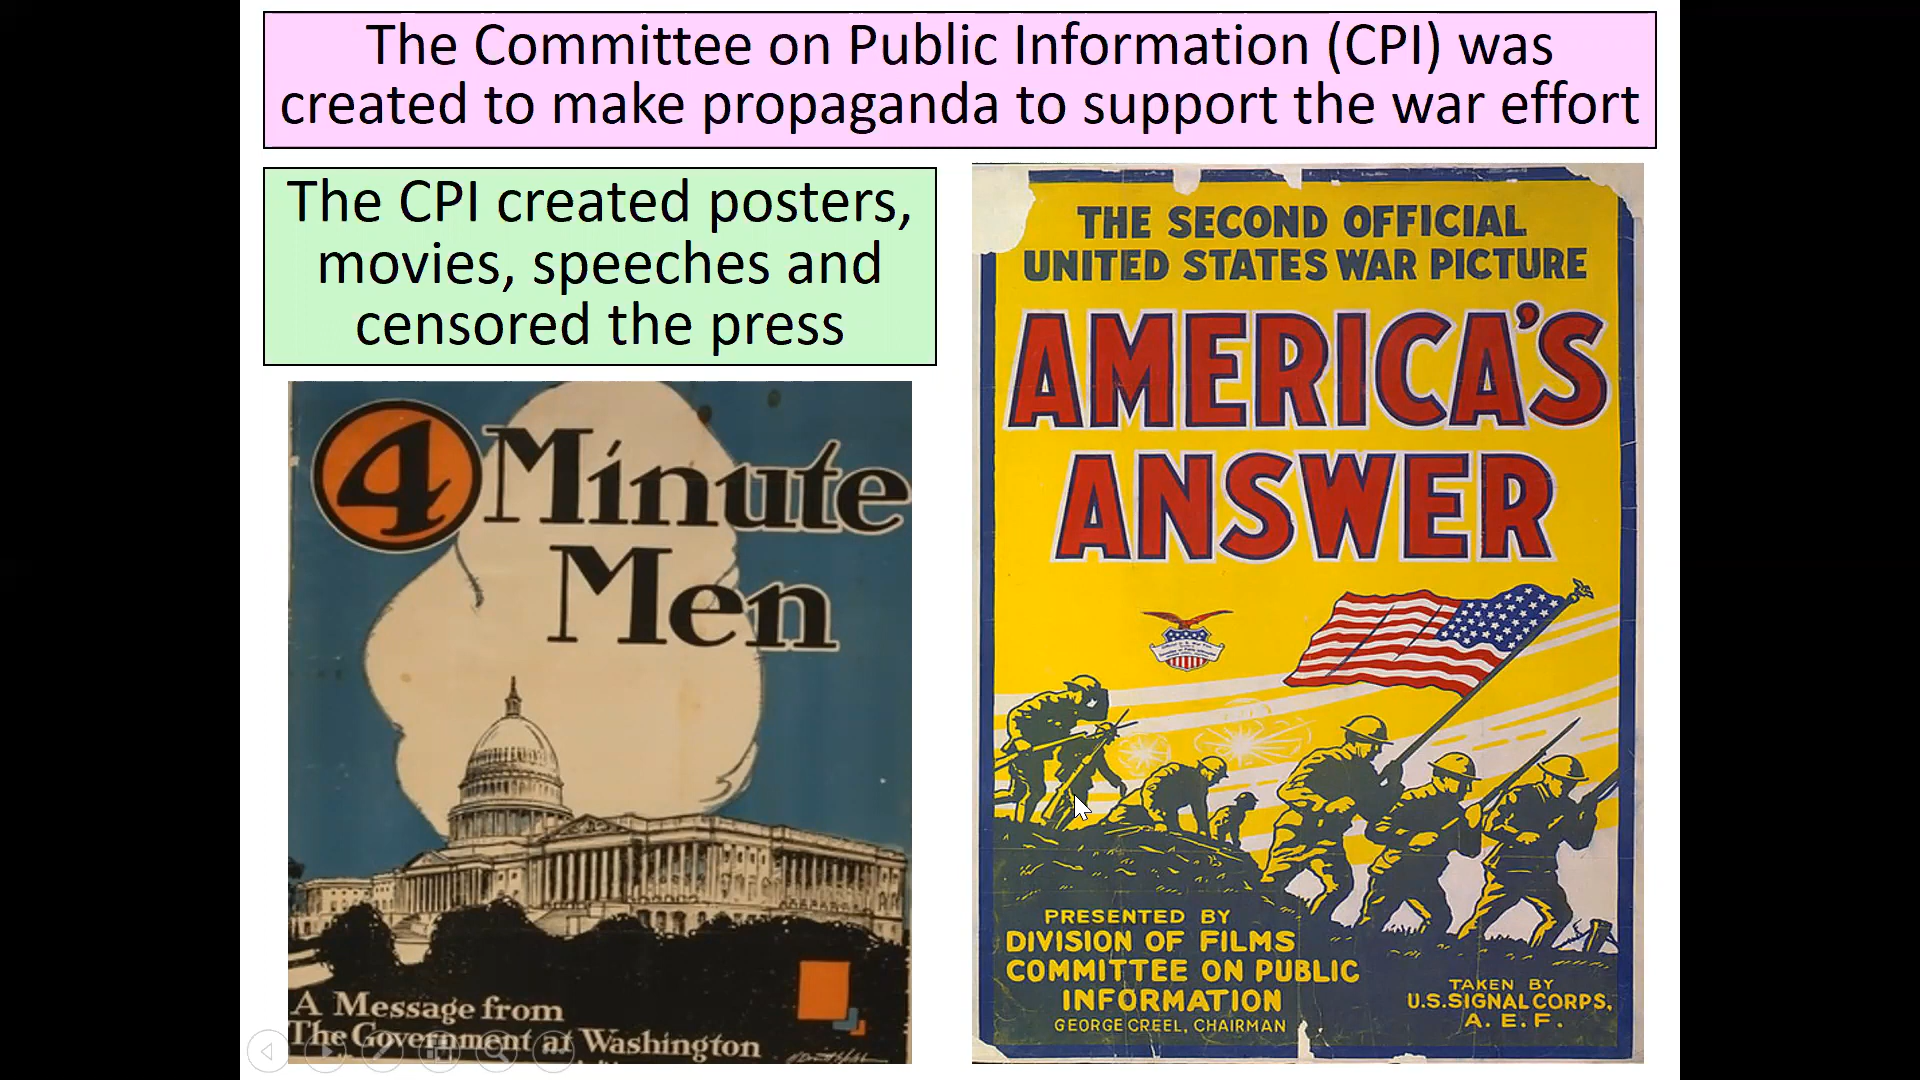 The Committee on Public Information (CPI) was
created to make propaganda to support the war effort
The CPI created posters,
movies, speeches and
censored the press
4 Minute
Men
A Message from
The Government at Washington
THE SECOND OFFICIAL
UNITED STATES WAR PICTURE
AMERICA'S
ANSWER
PRESENTED BY
DIVISION OF FILMS
COMMITTEE ON PUBLIC
INFORMATION
GEORGE CREEL, CHAIRMAN
TAKEN BY
U.S. SIGNAL CORPS,
A. E. F.